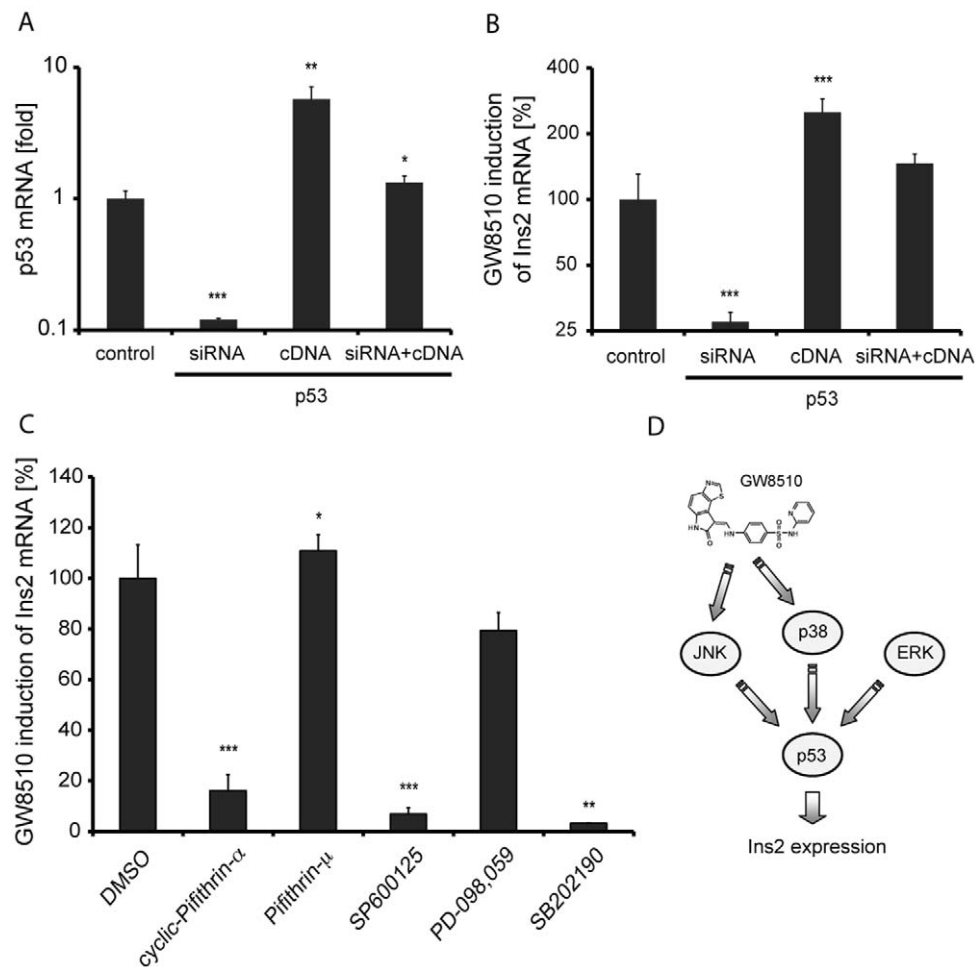 A
p53 mRNA [fold]
10
1
0.1
**
*
***
control
siRNA
cDNA
siRNA+cDNA
p53
B
GW8510 induction
of Ins2 mRNA [%]
400
200
100
50
25
***
***
control
siRNA
cDNA
siRNA+cDNA
p53
C
GW8510 induction of Ins2 mRNA [%]
140
120
100
80
60
40
20
0
*
***
***
**
DMSO
cyclic-Pifithrin-α
Pifithrin-µ
SP600125
PD-098,059
SB202190
D
GW8510
N
S
HN
O
HN
O
S
O
N
NH
JNK
p38
ERK
p53
Ins2 expression